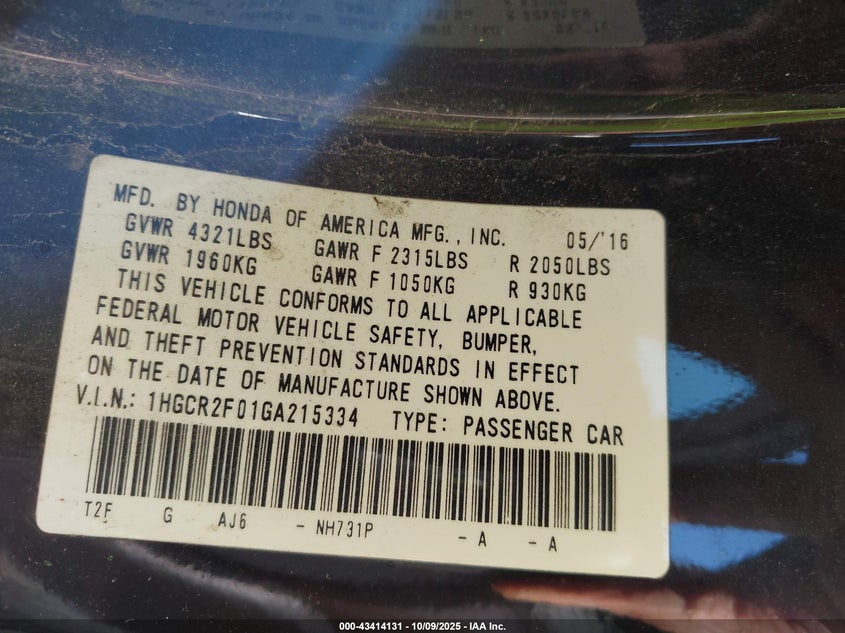 MFD. BY HONDA OF AMERICA MFG., INC. 05/'16
GVWR 4321LBS GAWR F 2315LBS R 2050LBS
GVWR 1960KG GAWR F 1050KG R 930KG
THIS VEHICLE CONFORMS TO ALL APPLICABLE
FEDERAL MOTOR VEHICLE SAFETY, BUMPER,
AND THEFT PREVENTION STANDARDS IN EFFECT
ON THE DATE OF MANUFACTURE SHOWN ABOVE.
V.I.N.: 1HGCR2F01GA215334 TYPE: PASSENGER CAR
T2F G AJ6 - NH731P - A - A
000-43414131 - 10/09/2025 - IAA Inc.